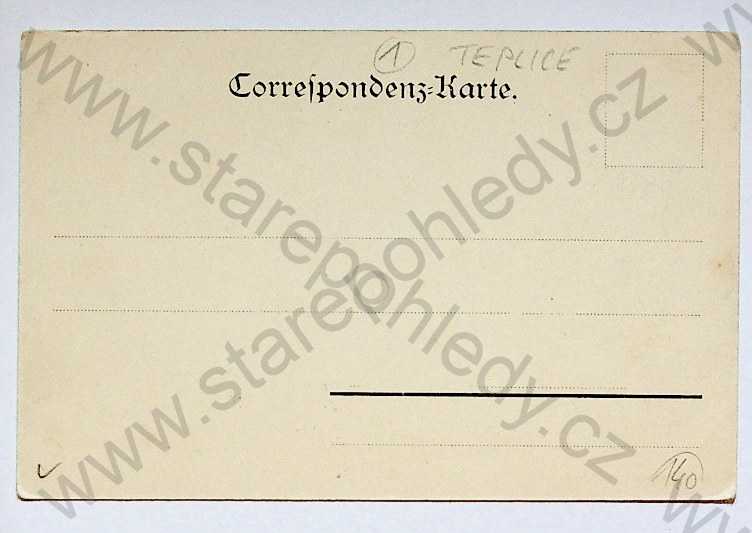 ① TEPLICE
Correspondenz-Karte.
140
www.starepohledy.cz
www.starepohledy.cz